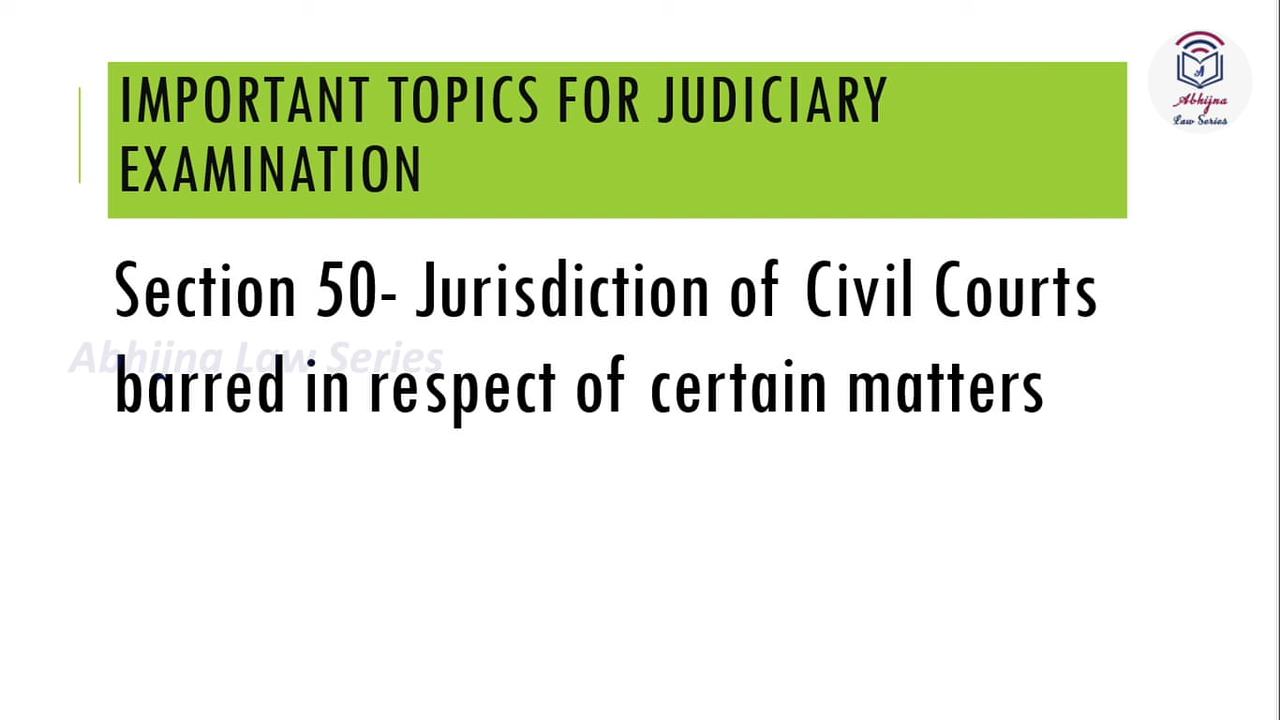 IMPORTANT TOPICS FOR JUDICIARY
EXAMINATION
A
Abhijna
Law Series
Section 50- Jurisdiction of Civil Courts
Abhijna Law Series
barred in respect of certain matters